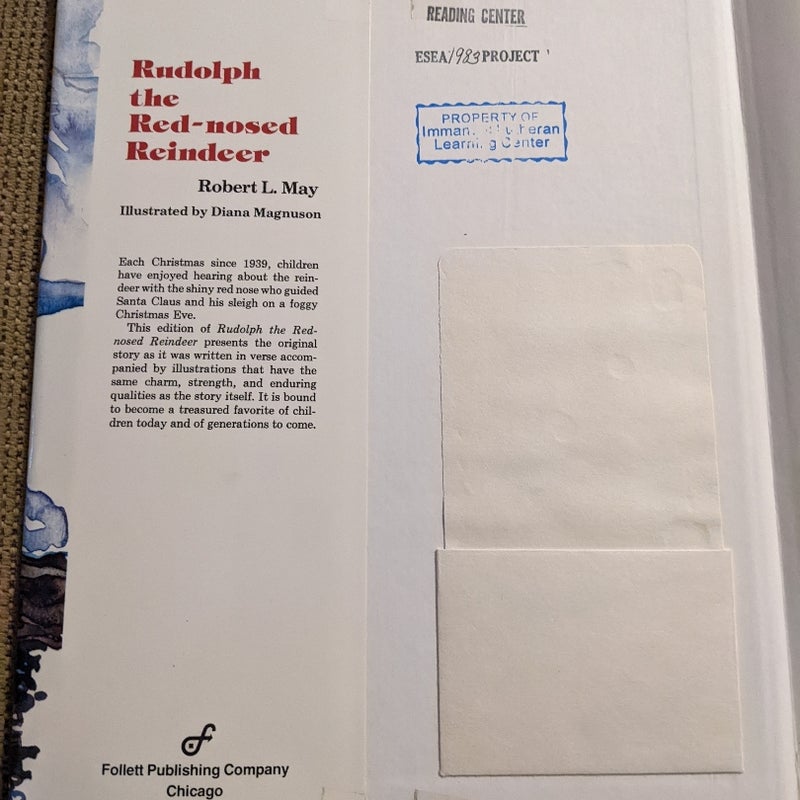 Rudolph
the
Red-nosed
Reindeer
Robert L. May
Illustrated by Diana Magnuson
Each Christmas since 1939, children
have enjoyed hearing about the rein-
deer with the shiny red nose who guided
Santa Claus and his sleigh on a foggy
Christmas Eve.
This edition of Rudolph the Red-
nosed Reindeer presents the original
story as it was written in verse accom-
panied by illustrations that have the
same charm, strength, and enduring
qualities as the story itself. It is bound
to become a treasured favorite of chil-
dren today and of generations to come.
Follett Publishing Company
Chicago
READING CENTER
ESEA 1983 PROJECT
PROPERTY OF
Center